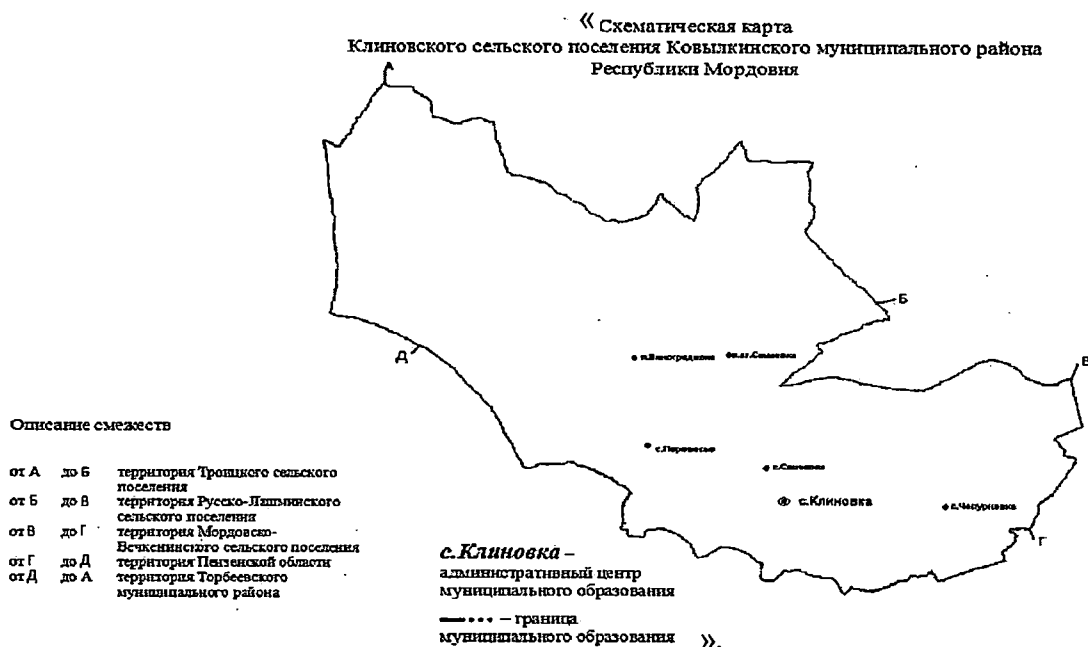 « Схематическая карта
Клиновского сельского поселения Ковылкинского муниципального района
Республики Мордовия
А
Б
В
Д
Г
с.Клиновка
Описание смежеств
от А до Б территория Троицкого сельского
поселения
от Б до В территория Русско-Лашминского
сельского поселения
от В до Г территория Мордовско-
Вечкенинского сельского поселения
от Г до Д территория Пензенской области
от Д до А территория Торбеевского
муниципального района
с.Клиновка –
административный центр
муниципального образования
– граница
муниципального образования ».